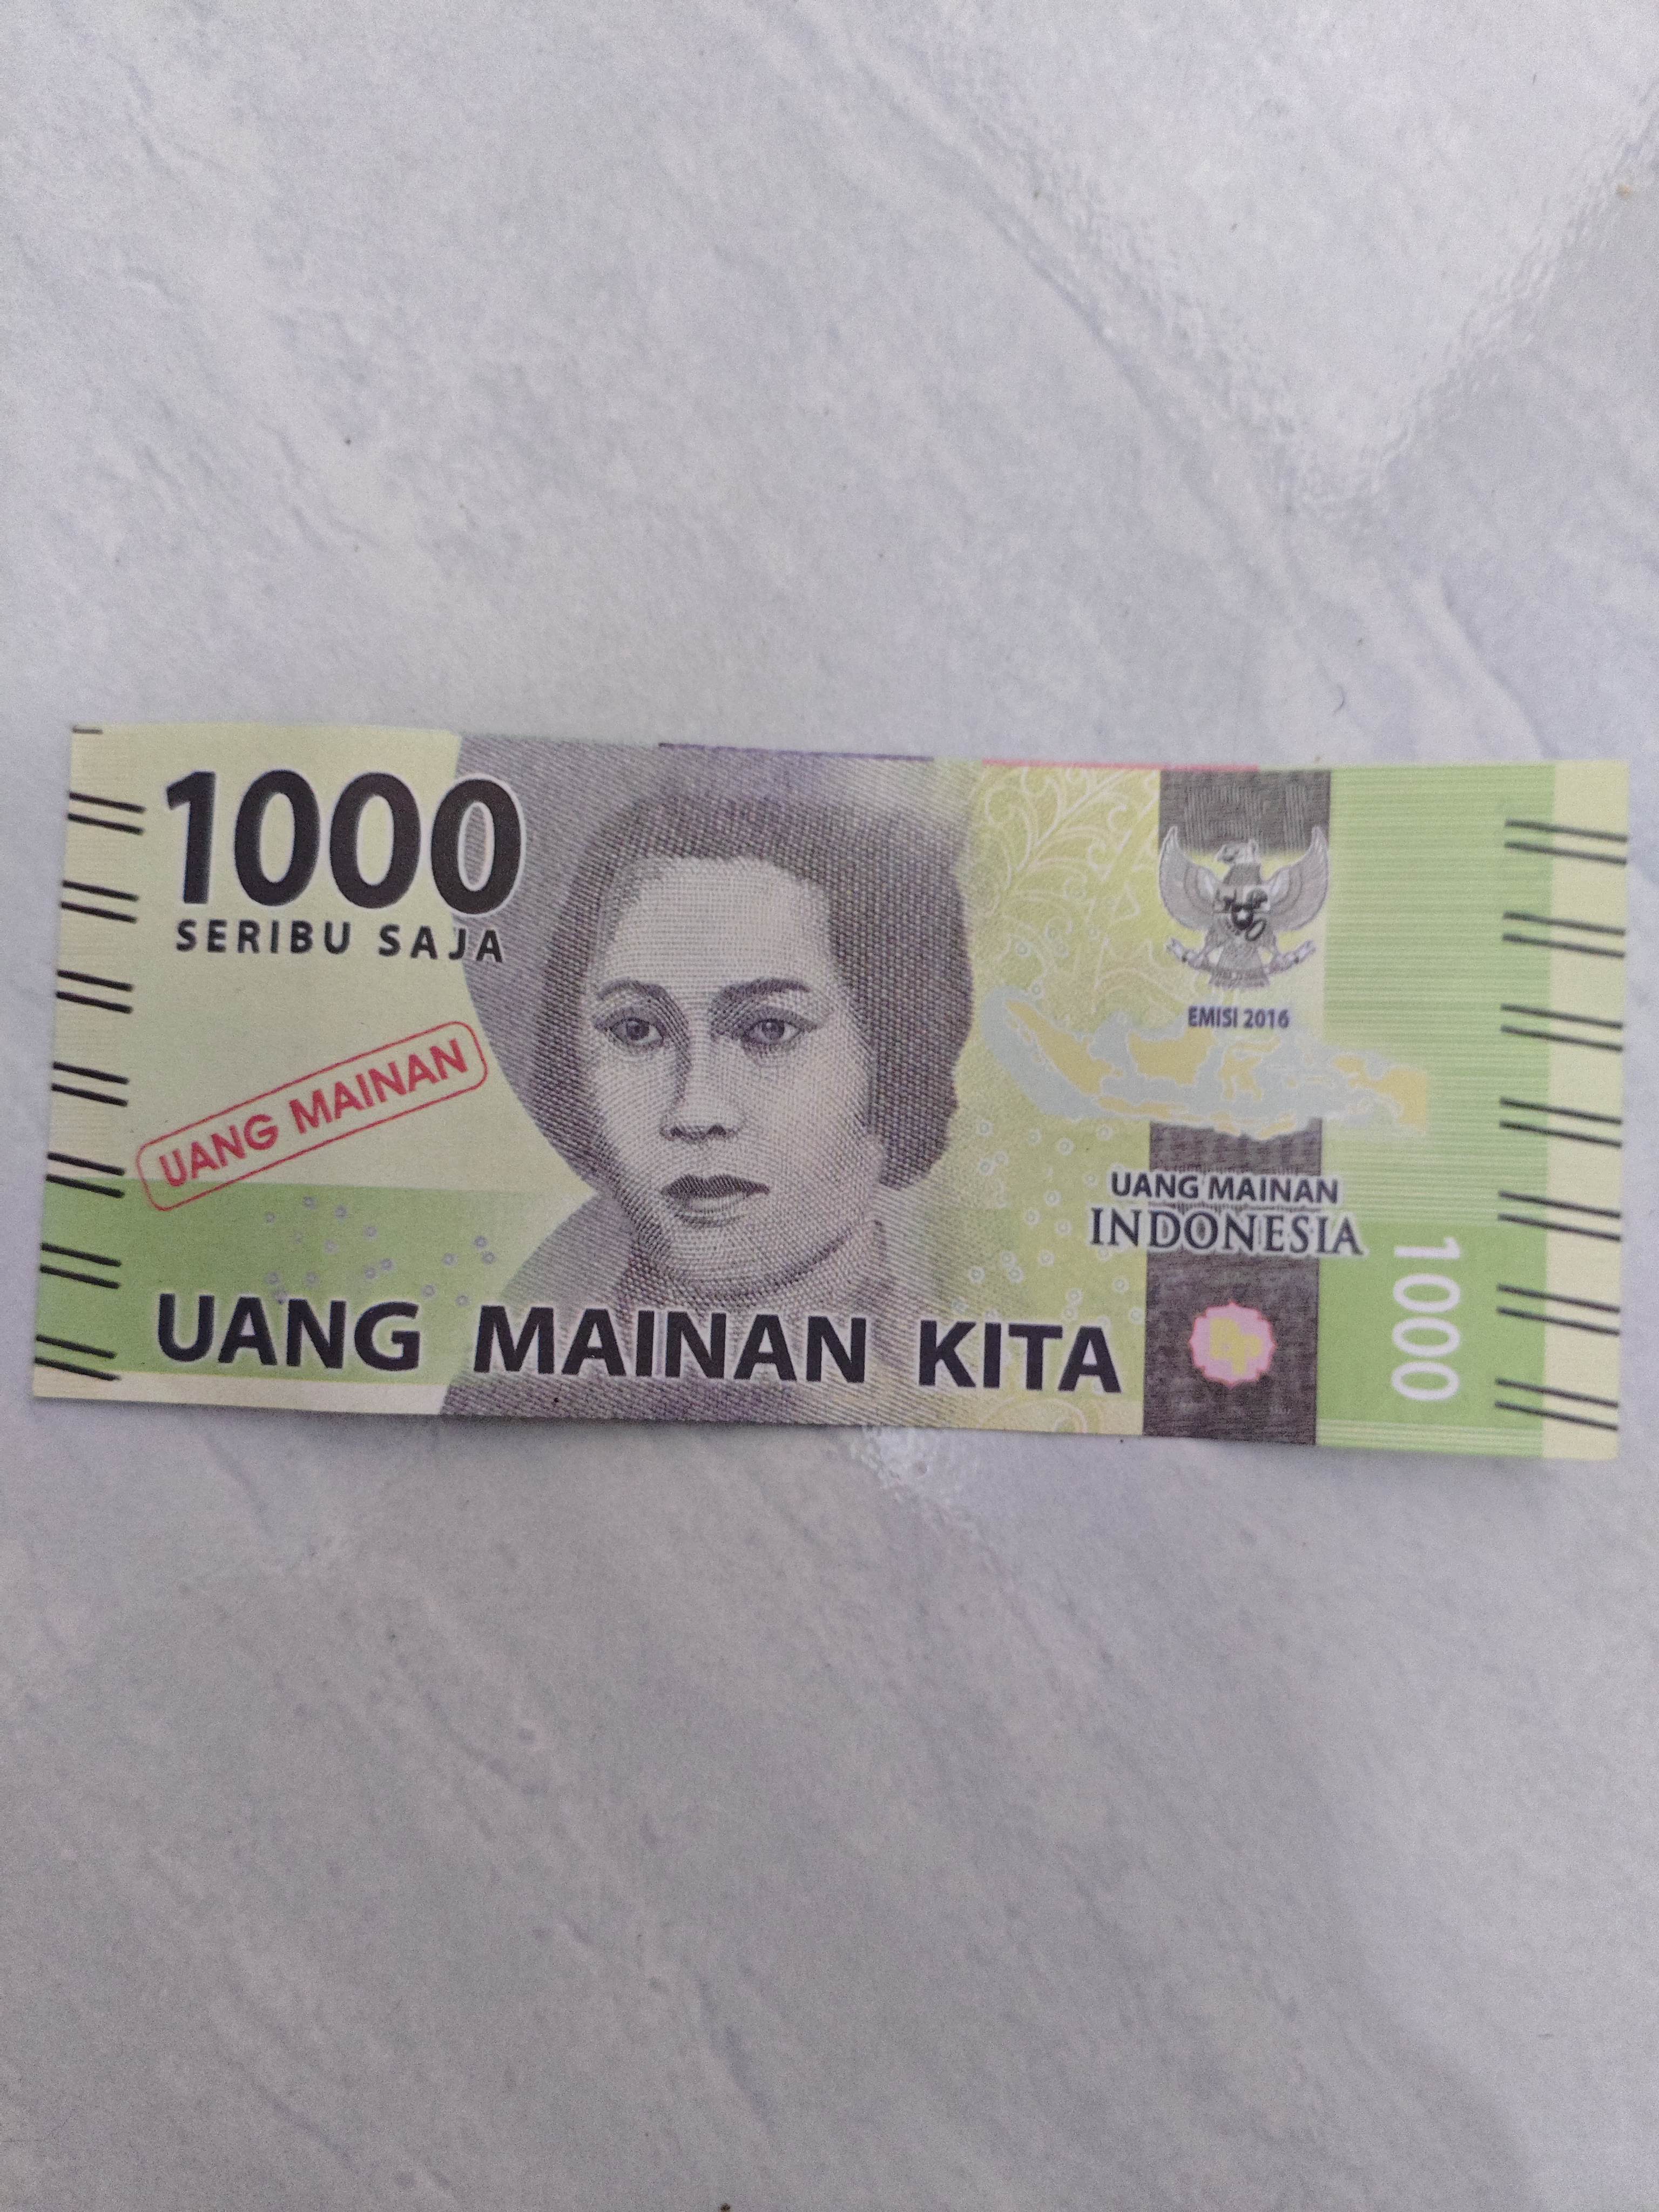 1000
SERIBU SAJA
UANG MAINAN
EMISI 2016
UANG MAINAN
INDONESIA
1000
UANG MAINAN KITA